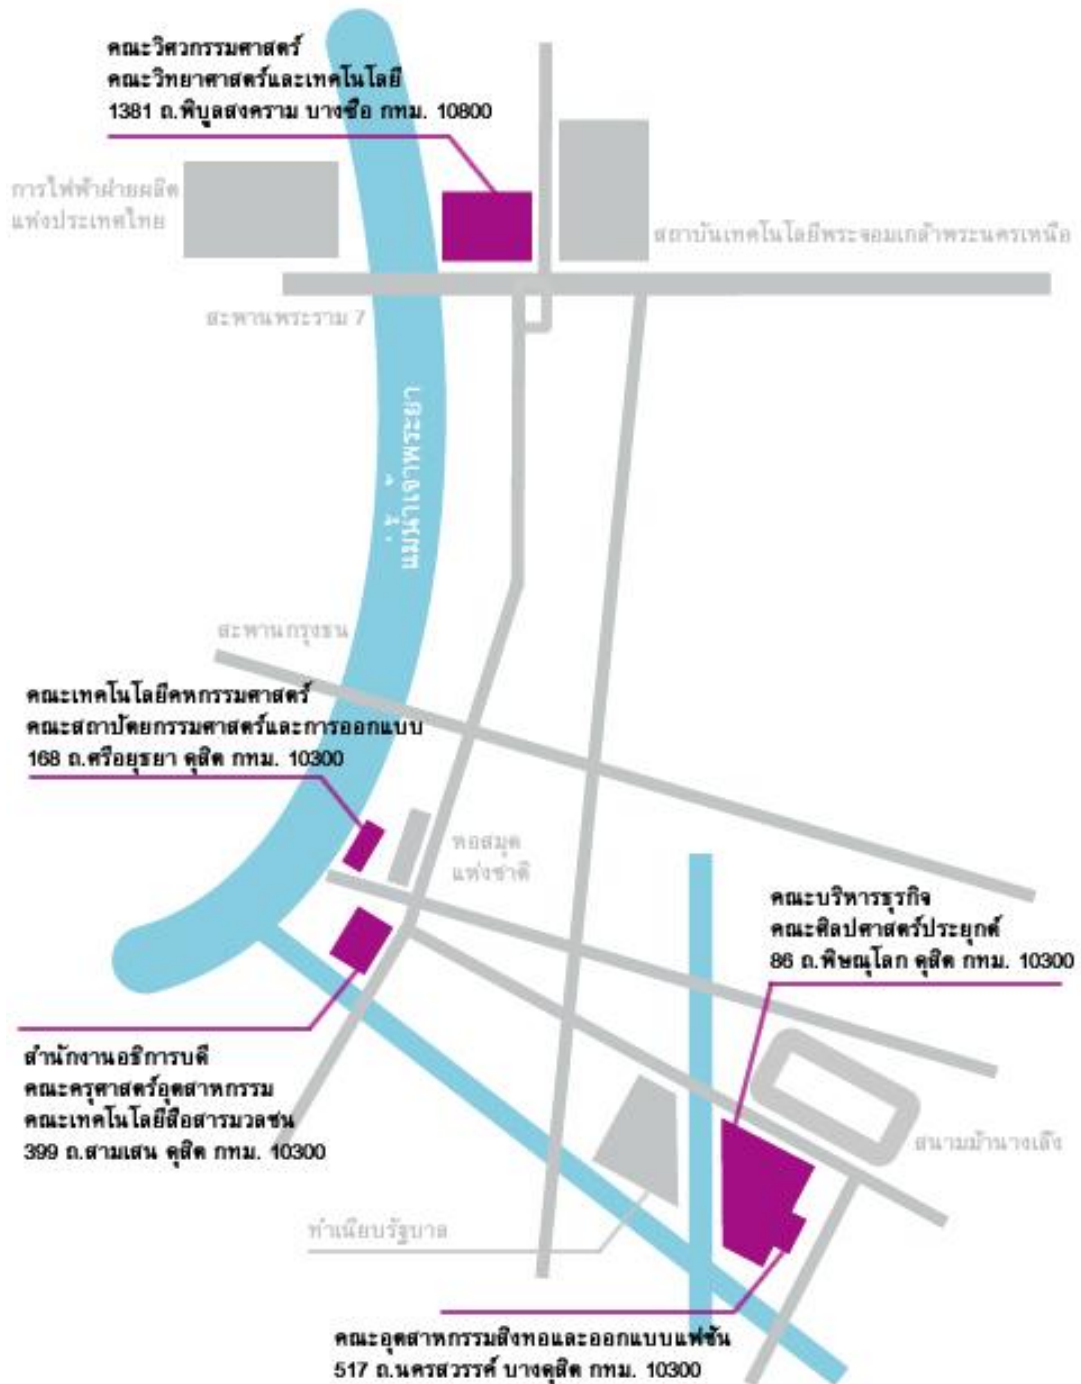 คณะวิศวกรรมศาสตร์
คณะวิทยาศาสตร์และเทคโนโลยี
1381 ถ.พิบูลสงคราม บางซื่อ กทม. 10800
การไฟฟ้าฝ่ายผลิต
แห่งประเทศไทย
สถาบันเทคโนโลยีพระจอมเกล้าพระนครเหนือ
สะพานพระราม 7
แม่น้ำเจ้าพระยา
สะพานกรุงธน
คณะเทคโนโลยีคหกรรมศาสตร์
คณะสถาปัตยกรรมศาสตร์และการออกแบบ
168 ถ.ศรีอยุธยา ดุสิต กทม. 10300
หอสมุด
แห่งชาติ
คณะบริหารธุรกิจ
คณะศิลปศาสตร์ประยุกต์
86 ถ.พิษณุโลก ดุสิต กทม. 10300
สำนักงานอธิการบดี
คณะครุศาสตร์อุตสาหกรรม
คณะเทคโนโลยีสื่อสารมวลชน
399 ถ.สามเสน ดุสิต กทม. 10300
สนามม้านางเลิ้ง
ทำเนียบรัฐบาล
คณะอุตสาหกรรมสิ่งทอและออกแบบแฟชั่น
517 ถ.นครสวรรค์ บางดุสิต กทม. 10300